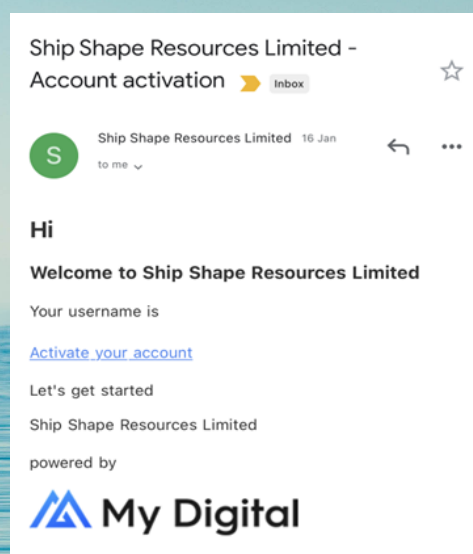 Ship Shape Resources Limited -
Account activation Inbox
S
Ship Shape Resources Limited 16 Jan
to me
Hi
Welcome to Ship Shape Resources Limited
Your username is
Activate your account
Let's get started
Ship Shape Resources Limited
powered by
My Digital